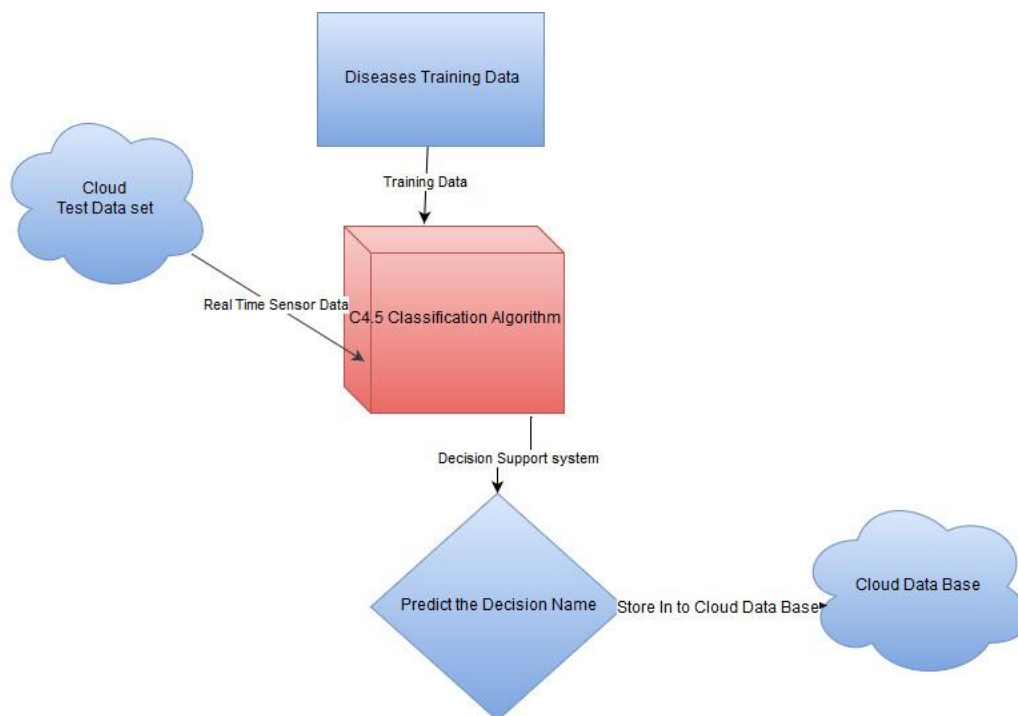 Diseases Training Data
Training Data
Cloud
Test Data set
Real Time Sensor Data
C4.5 Classification Algorithm
Decision Support system
Predict the Decision Name
Store In to Cloud Data Base
Cloud Data Base